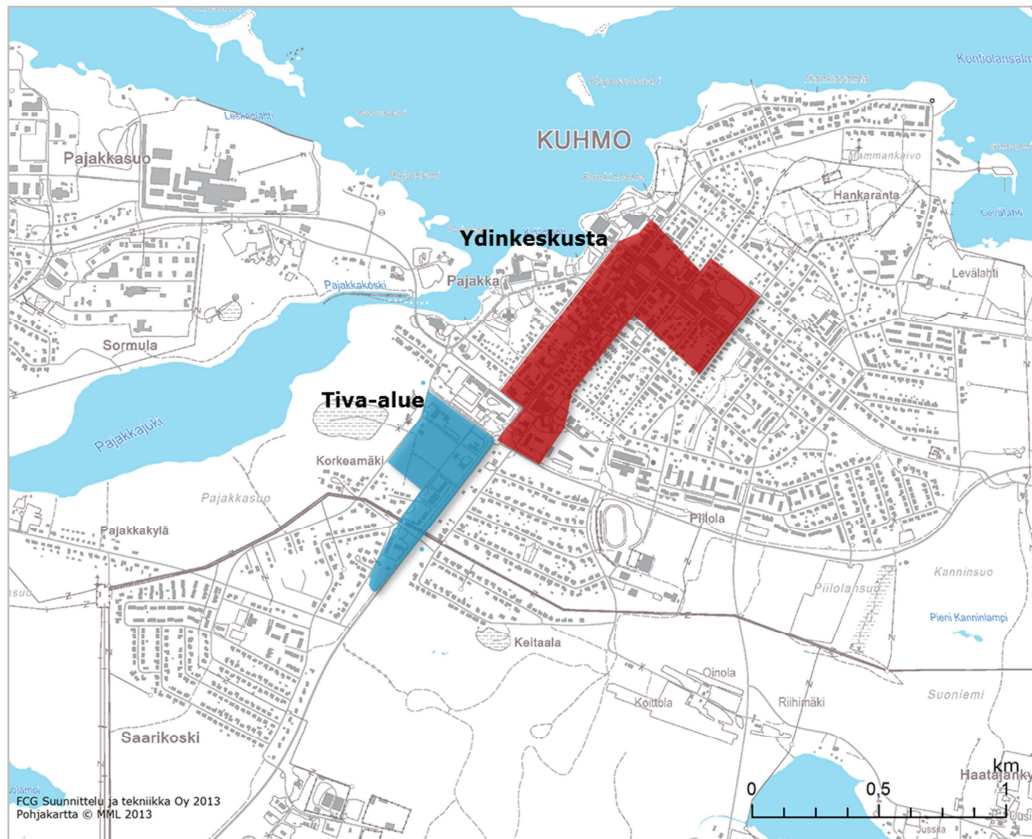 Kontiolansalmi
Pajakkasuo
KUHMO
Hankaranta
Levälahti
Ydinkeskusta
Levälahti
Pajakka
Pajakkakoski
Sormula
Tiva-alue
Pajakkajoki
Korkeamäki
Pajakkasuo
Pajakkakylä
Piilola
Kanninsuo
Piilolansuo
Pieni Kanninlampi
Keltaala
Oinola
Koittola
Riihimäki
Suoniemi
Saarikoski
km
0 0,5 1
FCG Suunnittelu ja tekniikka Oy 2013
Pohjakartta © MML 2013
Jussila